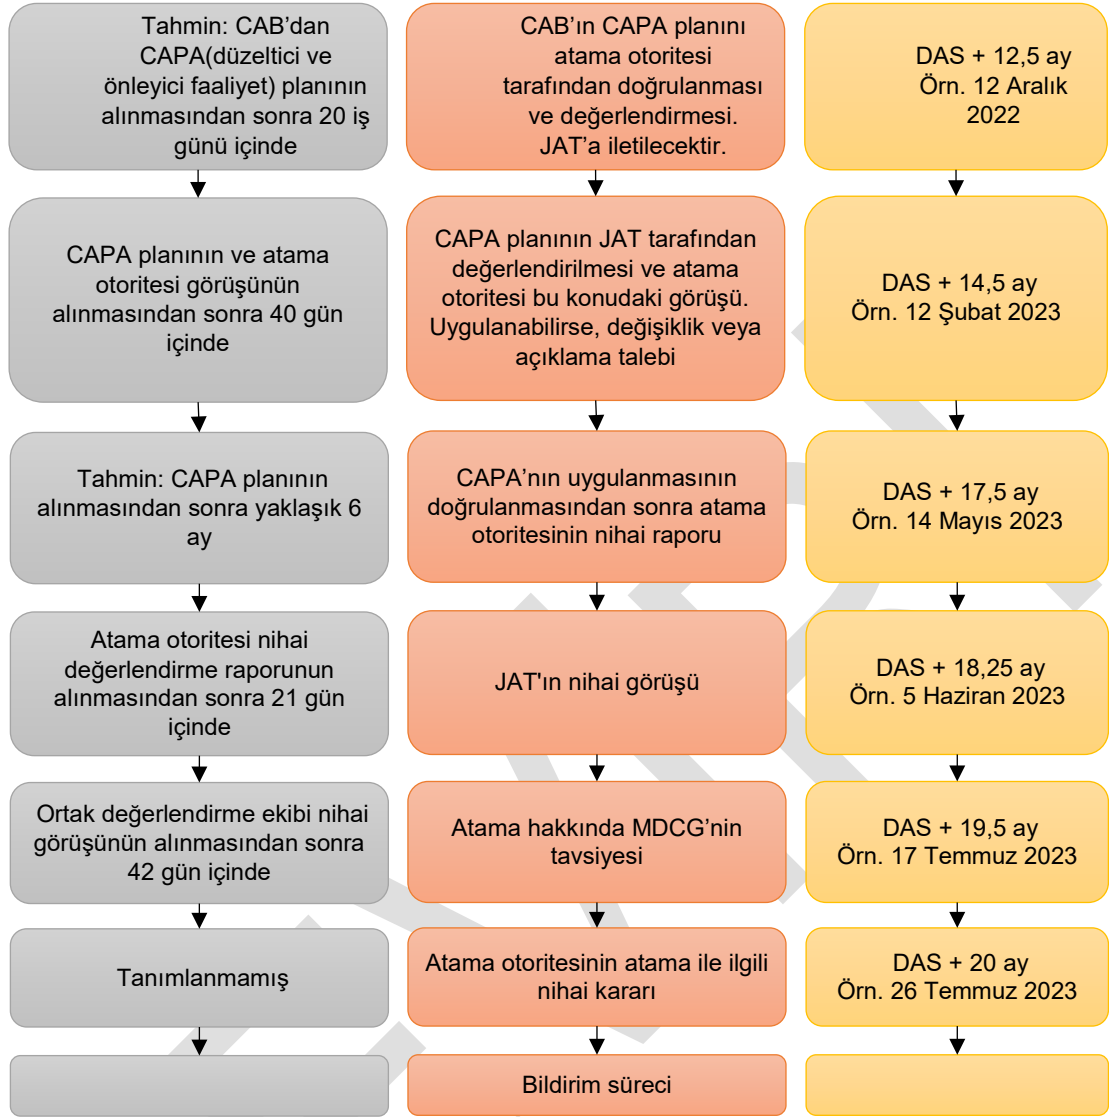 Tahmin: CAB’dan
CAPA(düzeltici ve
önleyici faaliyet) planının
alınmasından sonra 20 iş
günü içinde
CAB’ın CAPA planını
atama otoritesi
tarafından doğrulanması
ve değerlendirmesi.
JAT’a iletilecektir.
DAS + 12,5 ay
Örn. 12 Aralık
2022
CAPA planının ve atama
otoritesi görüşünün
alınmasından sonra 40 gün
içinde
CAPA planının JAT tarafından
değerlendirilmesi ve atama
otoritesi bu konudaki görüşü.
Uygulanabilirse, değişiklik veya
açıklama talebi
DAS + 14,5 ay
Örn. 12 Şubat 2023
Tahmin: CAPA planının
alınmasından sonra yaklaşık 6
ay
CAPA’nın uygulanmasının
doğrulanmasından sonra atama
otoritesinin nihai raporu
DAS + 17,5 ay
Örn. 14 Mayıs 2023
Atama otoritesi nihai
değerlendirme raporunun
alınmasından sonra 21 gün
içinde
JAT'ın nihai görüşü
DAS + 18,25 ay
Örn. 5 Haziran 2023
Ortak değerlendirme ekibi nihai
görüşünün alınmasından sonra
42 gün içinde
Atama hakkında MDCG’nin
tavsiyesi
DAS + 19,5 ay
Örn. 17 Temmuz 2023
Tanımlanmamış
Atama otoritesinin atama ile ilgili
nihai kararı
DAS + 20 ay
Örn. 26 Temmuz 2023
Bildirim süreci